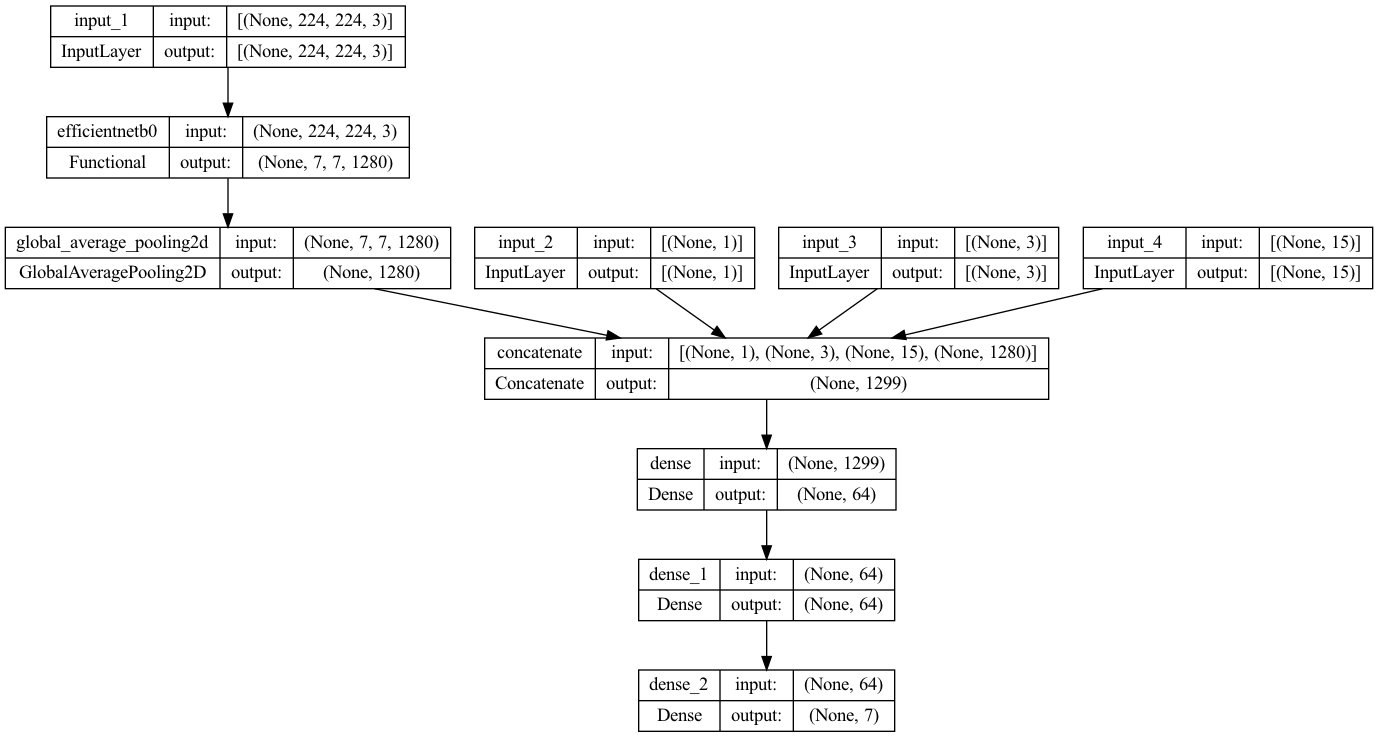 input_1 input: [(None, 224, 224, 3)]
InputLayer output: [(None, 224, 224, 3)]
efficientnetb0 input: (None, 224, 224, 3)
Functional output: (None, 7, 7, 1280)
global_average_pooling2d input: (None, 7, 7, 1280)
GlobalAveragePooling2D output: (None, 1280)
input_2 input: [(None, 1)]
InputLayer output: [(None, 1)]
input_3 input: [(None, 3)]
InputLayer output: [(None, 3)]
input_4 input: [(None, 15)]
InputLayer output: [(None, 15)]
concatenate input: [(None, 1), (None, 3), (None, 15), (None, 1280)]
Concatenate output: (None, 1299)
dense input: (None, 1299)
Dense output: (None, 64)
dense_1 input: (None, 64)
Dense output: (None, 64)
dense_2 input: (None, 64)
Dense output: (None, 7)